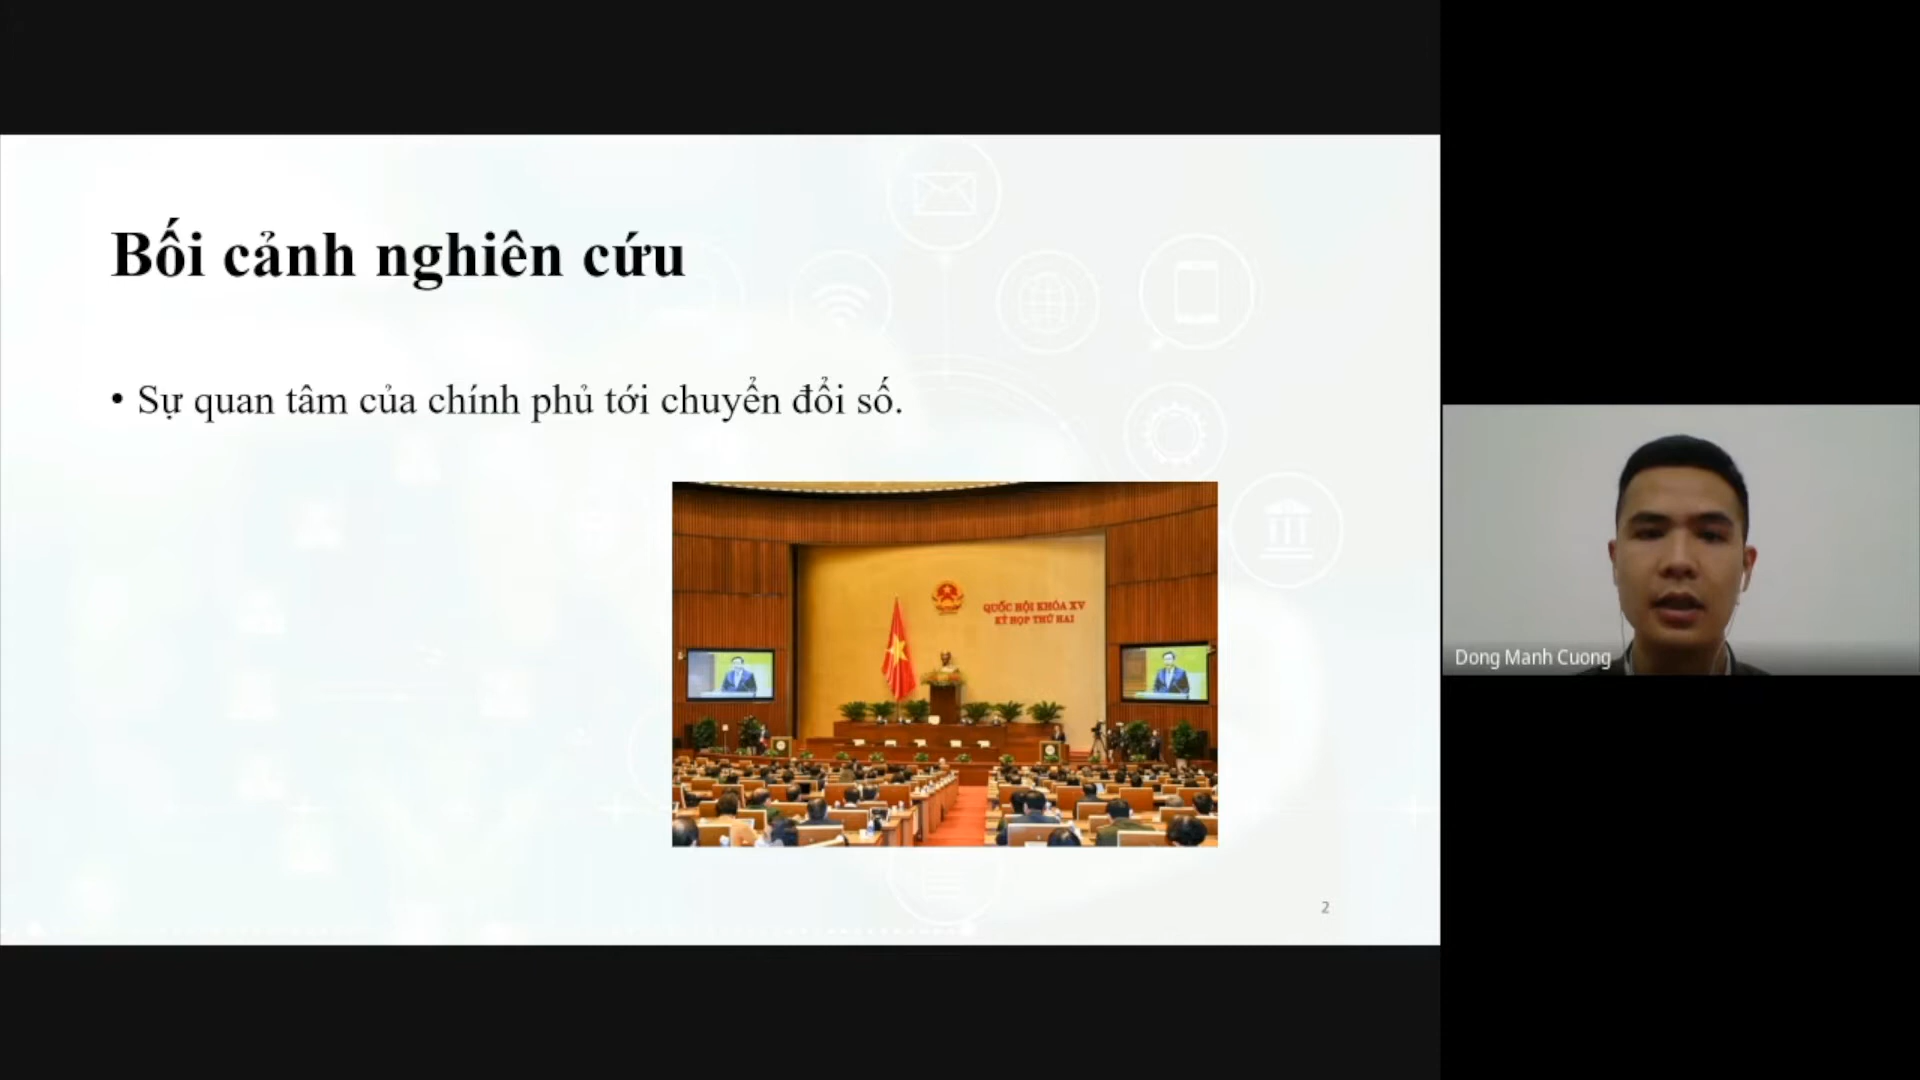 Bối cảnh nghiên cứu
• Sự quan tâm của chính phủ tới chuyển đổi số.
QUỐC HỘI KHÓA XV
KỲ HỌP THỨ HAI
2
Dong Manh Cuong